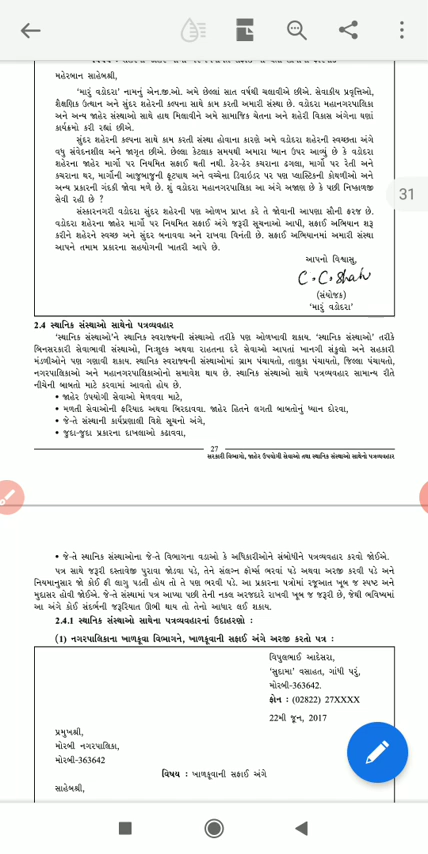 મહેરબાન સાહેબશ્રી,
'મારું વડોદરા' નામનું એન.જી.ઓ. અમે છેલ્લાં સાત વર્ષથી ચલાવીએ છીએ. સેવાકીય પ્રવૃત્તિઓ,
શૈક્ષણિક ઉત્થાન અને સુંદર શહેરની કલ્પના સાથે કામ કરતી અમારી સંસ્થા છે. વડોદરા મહાનગરપાલિકા
અને અન્ય જાહેર સંસ્થાઓ સાથે હાથ મિલાવીને અમે સામાજિક ચેતના અને શહેરી વિકાસ અંગેના ઘણાં
કાર્યક્રમો કરી રહ્યાં છીએ.
સુંદર શહેરની કલ્પના સાથે કામ કરતી સંસ્થા હોવાના કારણે અમે વડોદરા શહેરની સ્વચ્છતા અંગે
વધુ સંવેદનશીલ અને જાગૃત છીએ. છેલ્લા કેટલાક સમયથી અમારા ધ્યાન ઉપર આવ્યું છે કે વડોદરા
શહેરના જાહેર માર્ગો પર નિયમિત સફાઈ થતી નથી. ઠેર-ઠેર કચરાના ઢગલા, માર્ગો પર રેતી અને
કચરાના થર, માર્ગોની આજુબાજુની ફૂટપાથ અને વચ્ચેના ડિવાઇડર પર પણ પ્લાસ્ટિકની કોથળીઓ અને
અન્ય પ્રકારની ગંદકી જોવા મળે છે. શું વડોદરા મહાનગરપાલિકા આ અંગે અજાણ છે કે પછી નિષ્કાળજી
સેવી રહી છે ?
સંસ્કારનગરી વડોદરા સુંદર શહેરની પણ ઓળખ પ્રાપ્ત કરે તે જોવાની આપણા સૌની ફરજ છે.
વડોદરા શહેરના જાહેર માર્ગો પર નિયમિત સફાઈ અંગે જરૂરી સૂચનાઓ આપી, સફાઈ અભિયાન શરૂ
કરીને શહેરને સ્વચ્છ અને સુંદર બનાવવા અને રાખવા વિનંતી છે. સફાઈ અભિયાનમાં અમારી સંસ્થા
આપને તમામ પ્રકારના સહયોગની ખાતરી આપે છે.
આપનો વિશ્વાસુ,
C. C. Shah
(સંયોજક)
'મારું વડોદરા'
31
2.4 સ્થાનિક સંસ્થાઓ સાથેનો પત્રવ્યવહાર
'સ્થાનિક સંસ્થાઓ'ને સ્થાનિક સ્વરાજ્યની સંસ્થાઓ તરીકે પણ ઓળખાવી શકાય. 'સ્થાનિક સંસ્થાઓ' તરીકે
બિનસરકારી સેવાભાવી સંસ્થાઓ, નિઃશુલ્ક અથવા રાહતના દરે સેવાઓ આપતાં ખાનગી સંકુલો અને સહકારી
મંડળીઓને પણ ગણાવી શકાય. સ્થાનિક સ્વરાજ્યની સંસ્થાઓમાં ગ્રામ પંચાયતો, તાલુકા પંચાયતો, જિલ્લા પંચાયતો,
નગરપાલિકાઓ અને મહાનગરપાલિકાઓનો સમાવેશ થાય છે. સ્થાનિક સંસ્થાઓ સાથે પત્રવ્યવહાર સામાન્ય રીતે
નીચેની બાબતો માટે કરવામાં આવતો હોય છે.
• જાહેર ઉપયોગી સેવાઓ મેળવવા માટે,
• મળતી સેવાઓની ફરિયાદ અથવા બિરદાવવા. જાહેર હિતને લગતી બાબતોનું ધ્યાન દોરવા,
• જે-તે સંસ્થાની કાર્યપ્રણાલી વિશે સૂચનો અંગે,
• જુદા-જુદા પ્રકારના દાખલાઓ કઢાવવા,
27
સરકારી વિભાગો, જાહેર ઉપયોગી સેવાઓ તથા સ્થાનિક સંસ્થાઓ સાથેનો પત્રવ્યવહાર
• જે-તે સ્થાનિક સંસ્થાઓના જે-તે વિભાગના વડાઓ કે અધિકારીઓને સંબોધીને પત્રવ્યવહાર કરવો જોઈએ.
પત્ર સાથે જરૂરી દસ્તાવેજી પુરાવા જોડવા પડે, તેને સંલગ્ન ફોર્મ્સ ભરવાં પડે અથવા અરજી કરવી પડે અને
નિયમાનુસાર જો કોઈ ફી લાગુ પડતી હોય તો તે પણ ભરવી પડે. આ પ્રકારના પત્રોમાં રજૂઆત ખૂબ જ સ્પષ્ટ અને
મુદ્દાસર હોવી જોઈએ. જે-તે સંસ્થામાં પત્ર આપ્યા પછી તેની નકલ અરજદારે રાખવી ખૂબ જ જરૂરી છે, જેથી ભવિષ્યમાં
આ અંગે કોઈ સંદર્ભની જરૂરિયાત ઊભી થાય તો તેનો આધાર લઈ શકાય.
2.4.1 સ્થાનિક સંસ્થાઓ સાથેના પત્રવ્યવહારનાં ઉદાહરણો :
(1) નગરપાલિકાના ખાળકૂવા વિભાગને, ખાળકૂવાની સફાઈ અંગે અરજી કરતો પત્ર :
વિપુલભાઈ આદેસરા,
'સુદામા' વસાહત, ગાંધી પરું,
મોરબી-363642.
ફોન : (02822) 27XXXX
22મી જૂન, 2017
પ્રમુખશ્રી,
મોરબી નગરપાલિકા,
મોરબી-363642
વિષય : ખાળકૂવાની સફાઈ અંગે
સાહેબશ્રી,